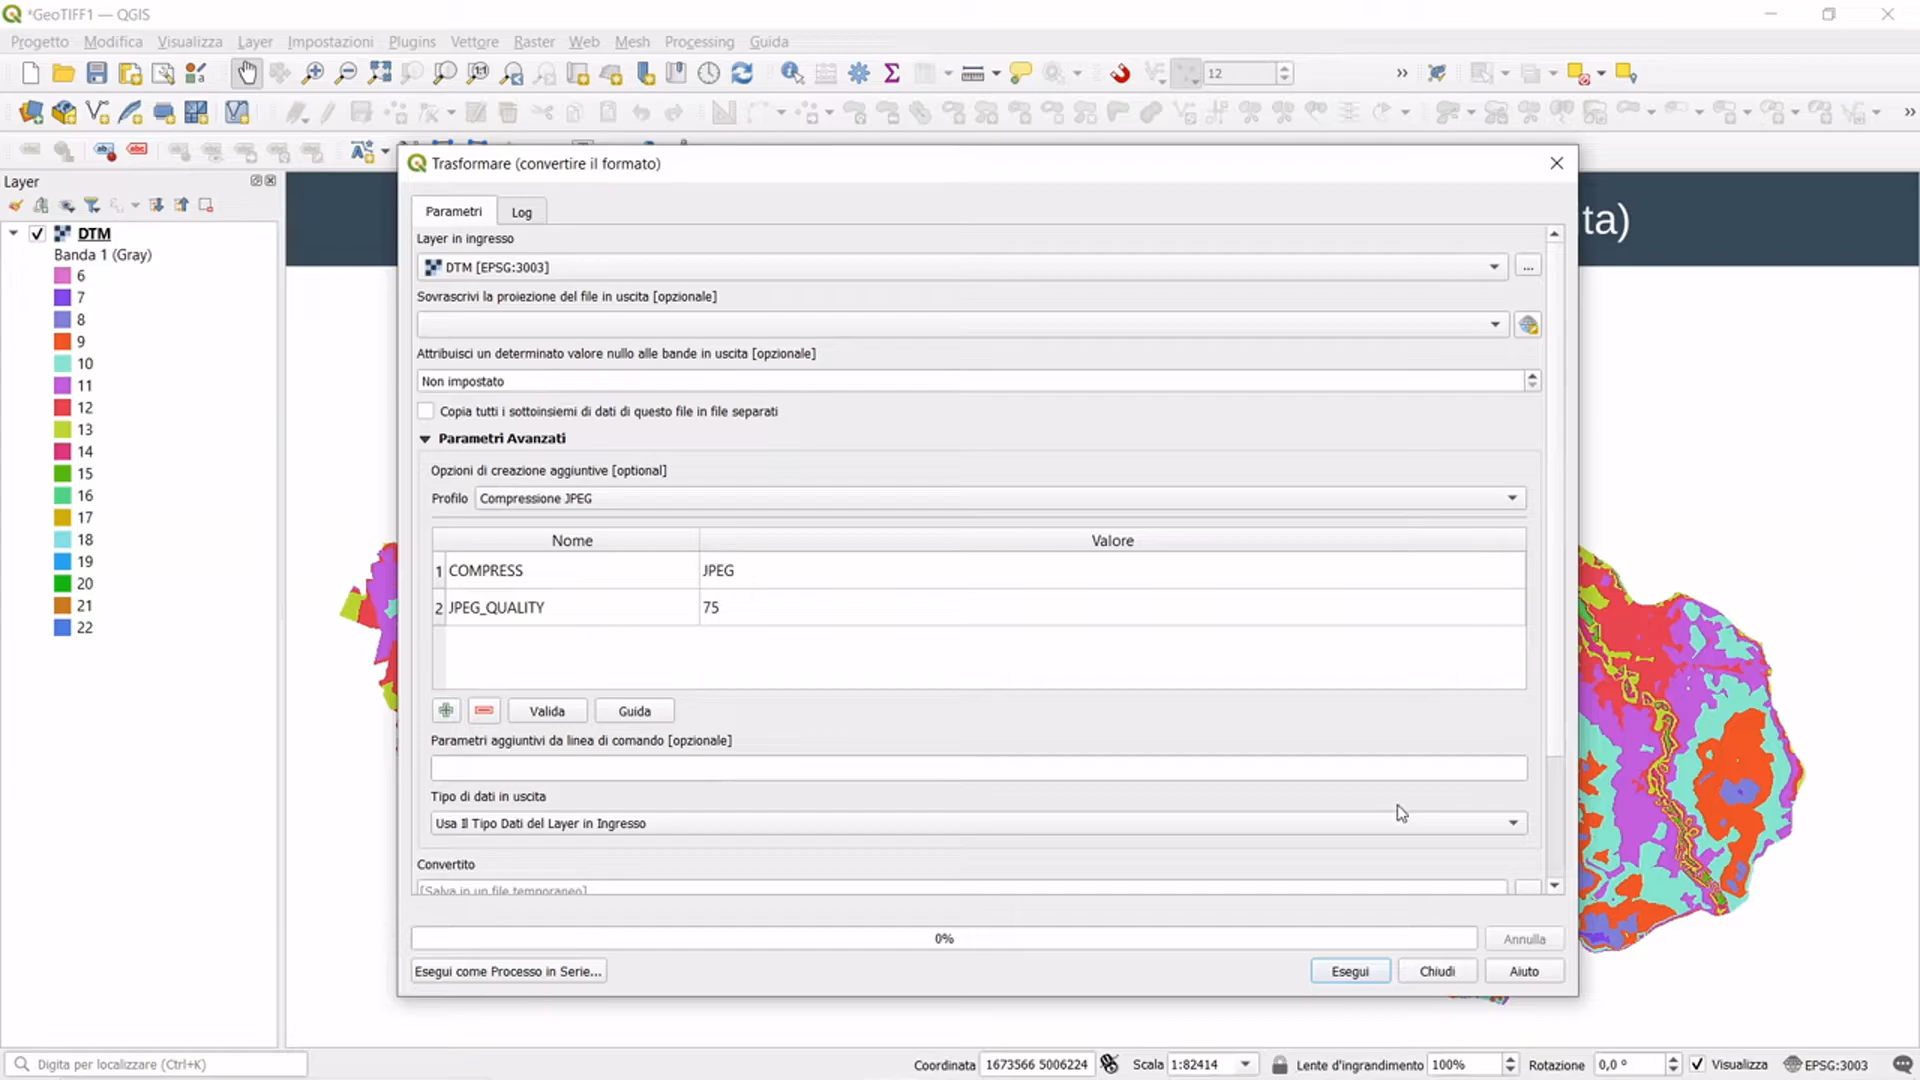 *GeoTIFF1 — QGIS
Progetto Modifica Visualizza Layer Impostazioni Plugins Vettore Raster Web Mesh Processing Guida
12
Layer
DTM
Banda 1 (Gray)
6
7
8
9
10
11
12
13
14
15
16
17
18
19
20
21
22
ta)
Trasformare (convertire il formato)
Parametri Log
Layer in ingresso
DTM [EPSG:3003]
...
Sovrascrivi la proiezione del file in uscita [opzionale]
Attribuisci un determinato valore nullo alle bande in uscita [opzionale]
Non impostato
Copia tutti i sottoinsiemi di dati di questo file in file separati
Parametri Avanzati
Opzioni di creazione aggiuntive [optional]
Profilo Compressione JPEG
Nome Valore
1 COMPRESS JPEG
2 JPEG_QUALITY 75
Valida Guida
Parametri aggiuntivi da linea di comando [opzionale]
Tipo di dati in uscita
Usa Il Tipo Dati del Layer in Ingresso
Convertito
[Salva in un file temporaneo]
0%
Annulla
Esegui come Processo in Serie...
Esegui Chiudi Aiuto
Digita per localizzare (Ctrl+K)
Coordinata 1673566 5006224 Scala 1:82414 Lente d'ingrandimento 100% Rotazione 0,0 ° Visualizza EPSG:3003